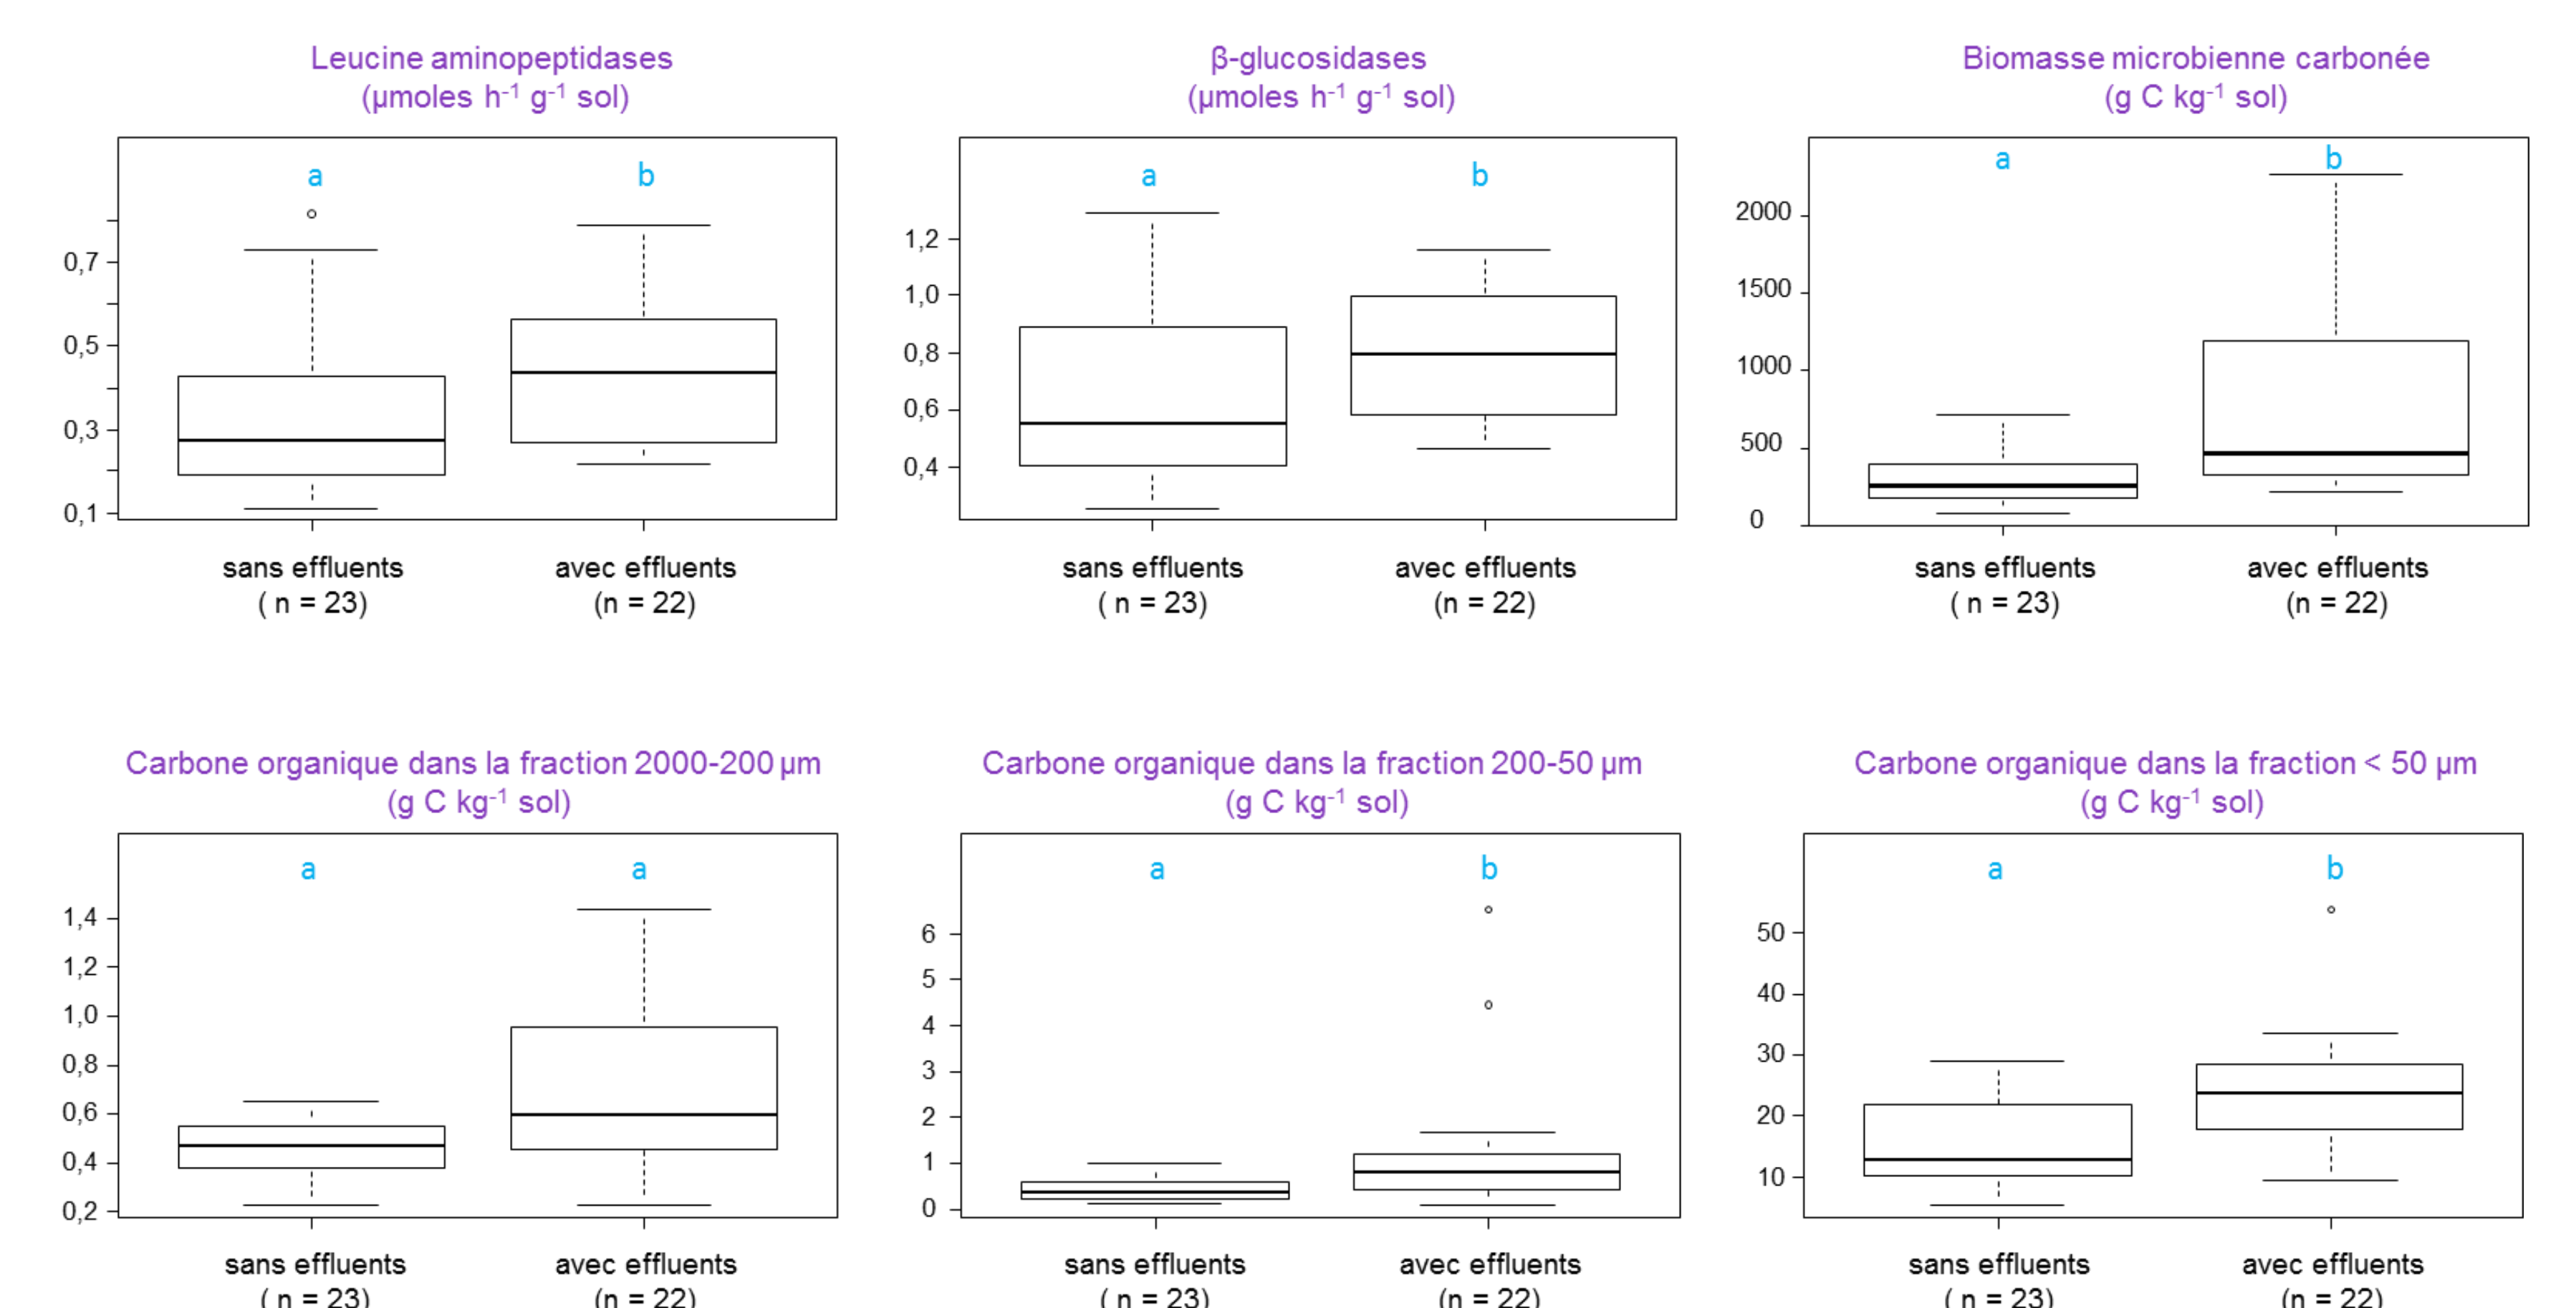 Leucine aminopeptidases
(µmoles h-1 g-1 sol)
a
b
0,7
0,5
0,3
0,1
sans effluents
( n = 23)
avec effluents
(n = 22)
β-glucosidases
(µmoles h-1 g-1 sol)
a
b
1,2
1,0
0,8
0,6
0,4
sans effluents
( n = 23)
avec effluents
(n = 22)
Biomasse microbienne carbonée
(g C kg-1 sol)
a
b
2000
1500
1000
500
0
sans effluents
( n = 23)
avec effluents
(n = 22)
Carbone organique dans la fraction 2000-200 µm
(g C kg-1 sol)
a
a
1,4
1,2
1,0
0,8
0,6
0,4
0,2
sans effluents
( n = 23)
avec effluents
(n = 22)
Carbone organique dans la fraction 200-50 µm
(g C kg-1 sol)
a
b
6
5
4
3
2
1
0
sans effluents
( n = 23)
avec effluents
(n = 22)
Carbone organique dans la fraction < 50 µm
(g C kg-1 sol)
a
b
50
40
30
20
10
sans effluents
( n = 23)
avec effluents
(n = 22)